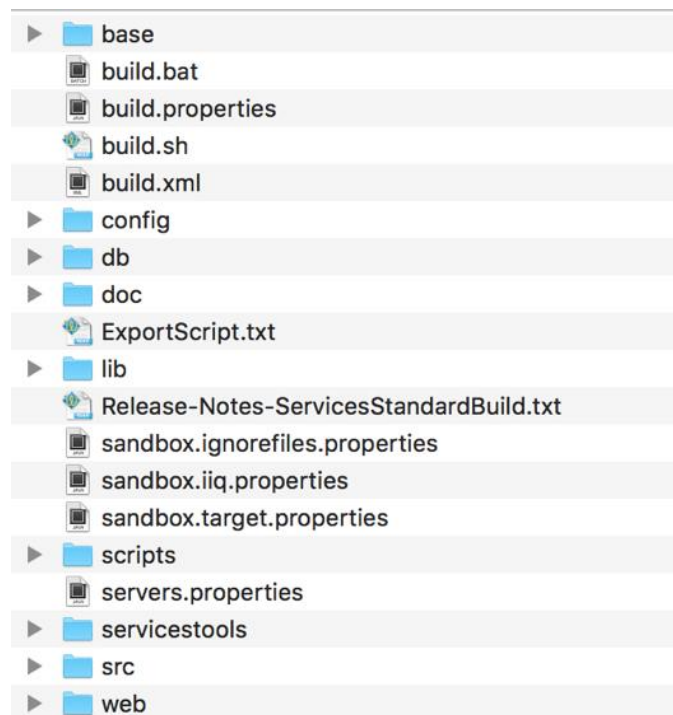 base
build.bat
build.properties
build.sh
build.xml
config
db
doc
ExportScript.txt
lib
Release-Notes-ServicesStandardBuild.txt
sandbox.ignorefiles.properties
sandbox.iiq.properties
sandbox.target.properties
scripts
servers.properties
servicestools
src
web